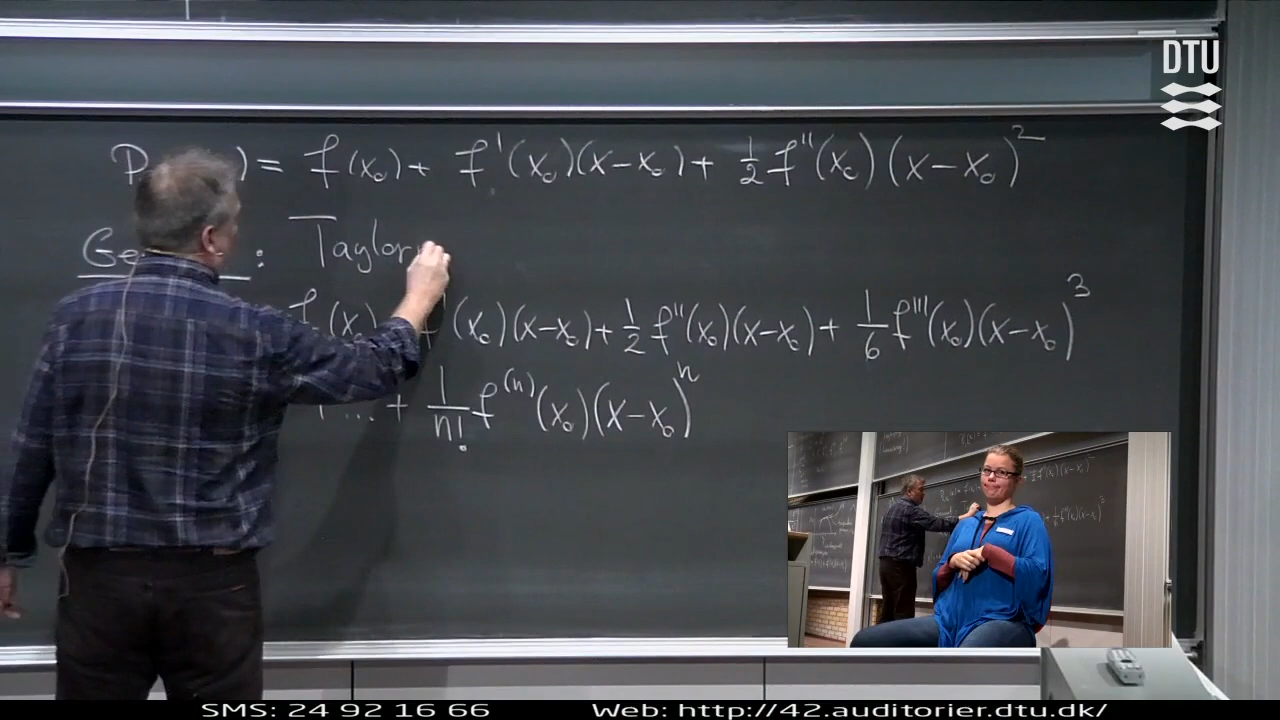 DTU
P ) = f(x₀) + f'(x₀)(x-x₀) + ½ f''(x₀)(x-x₀)²
Ge : Taylor
f(x₀) + '(x₀)(x-x₀) + ½ f''(x₀)(x-x₀) + 1/6 f'''(x₀)(x-x₀)³
... + 1/n! f⁽ⁿ⁾(x₀)(x-x₀)ⁿ
SMS: 24 92 16 66 Web: http://42.auditorier.dtu.dk/